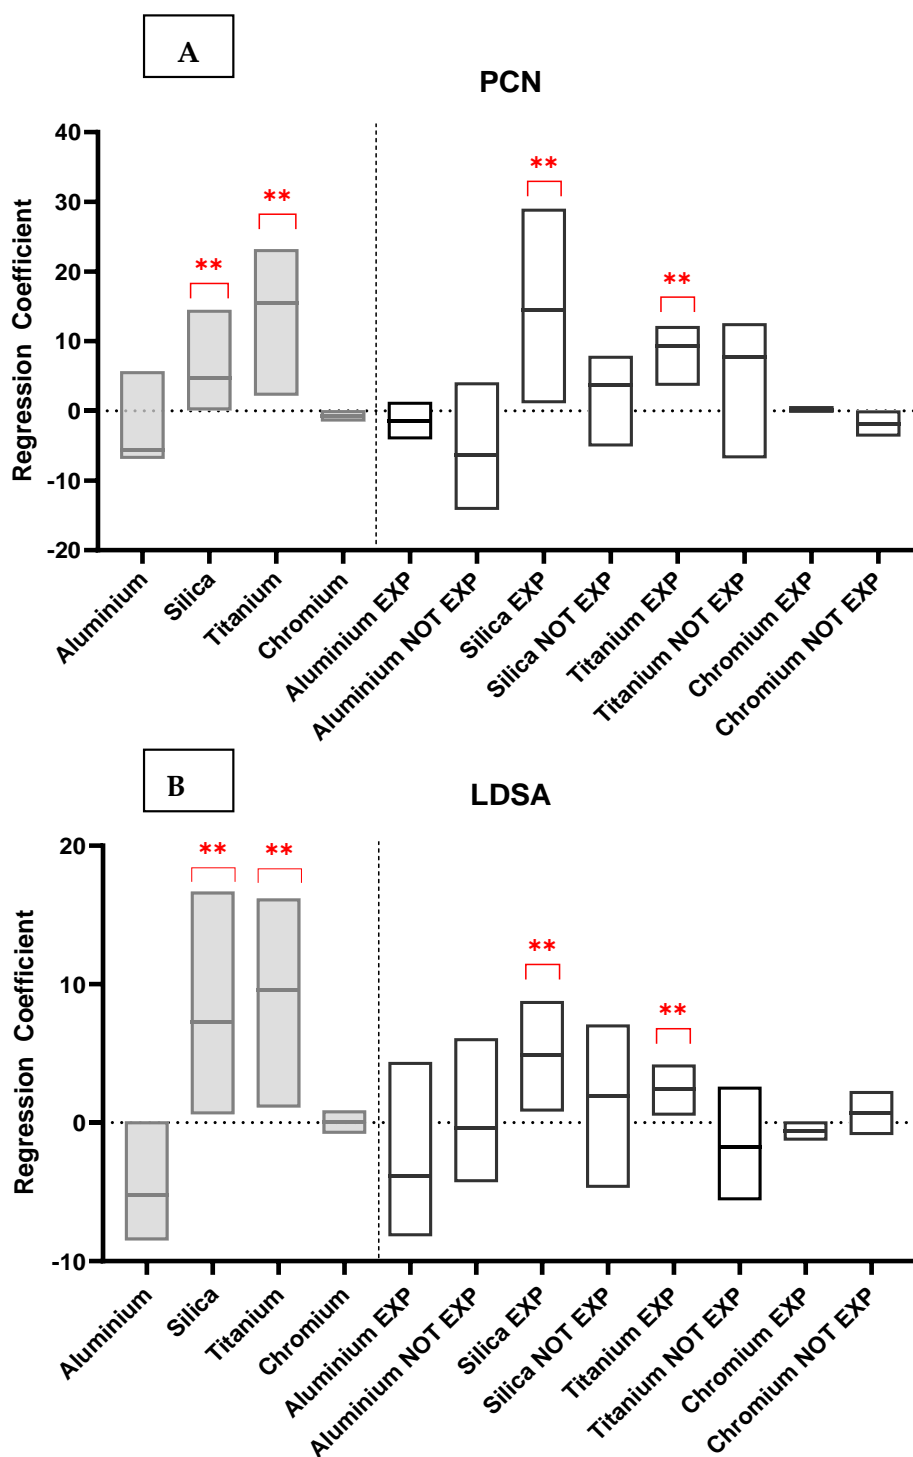 A
PCN
Regression Coefficient
40
30
20
10
0
-10
-20
**
**
**
**
Aluminium
Silica
Titanium
Chromium
Aluminium EXP
Aluminium NOT EXP
Silica EXP
Silica NOT EXP
Titanium EXP
Titanium NOT EXP
Chromium EXP
Chromium NOT EXP
B
LDSA
Regression Coefficient
20
10
0
-10
**
**
**
**
Aluminium
Silica
Titanium
Chromium
Aluminium EXP
Aluminium NOT EXP
Silica EXP
Silica NOT EXP
Titanium EXP
Titanium NOT EXP
Chromium EXP
Chromium NOT EXP